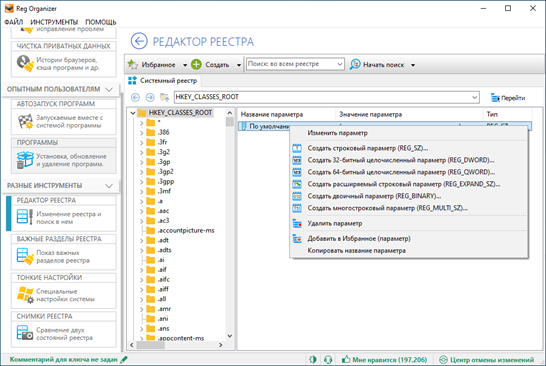 Reg Organizer
ФАЙЛ ИНСТРУМЕНТЫ ПОМОЩЬ
исправление проблем
ЧИСТКА ПРИВАТНЫХ ДАННЫХ
Истории браузеров,
кэша программ и др.
ОПЫТНЫМ ПОЛЬЗОВАТЕЛЯМ
АВТОЗАПУСК ПРОГРАММ
Запускаемые вместе
с системой программы
ПРОГРАММЫ
Установка, обновление
и удаление программ.
РАЗНЫЕ ИНСТРУМЕНТЫ
РЕДАКТОР РЕЕСТРА
Изменение реестра и
поиск в нем
ВАЖНЫЕ РАЗДЕЛЫ РЕЕСТРА
Показ важных
разделов реестра
ТОНКИЕ НАСТРОЙКИ
Специальные
настройки системы
СНИМКИ РЕЕСТРА
Сравнение двух
состояний реестра
РЕДАКТОР РЕЕСТРА
Избранное Создать Поиск: во всем реестре Начать поиск
Системный реестр
HKEY_CLASSES_ROOT Перейти
HKEY_CLASSES_ROOT
*
.386
.3fr
.3g2
.3gp
.3gp2
.3gpp
.3mf
.a
.aac
.ac3
.accountpicture-ms
.adt
.adts
.ai
.aif
.aifc
.aiff
.all
.amr
.ani
.ans
.appcontent-ms
Название параметра Значение параметра Тип
По умолчани
Изменить параметр
Создать строковый параметр (REG_SZ)...
Создать 32-битный целочисленный параметр (REG_DWORD)...
Создать 64-битный целочисленный параметр (REG_QWORD)...
Создать расширяемый строковый параметр (REG_EXPAND_SZ)...
Создать двоичный параметр (REG_BINARY)...
Создать многостроковый параметр (REG_MULTI_SZ)...
Удалить параметр
Добавить в Избранное (параметр)
Копировать название параметра
Комментарий для ключа не задан Мне нравится (197,206) Центр отмены изменений